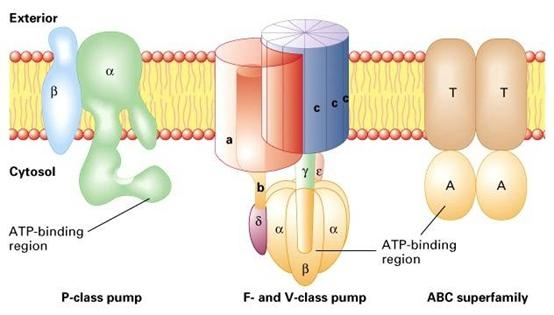 Exterior
β
α
T
T
a
c
c
c
Cytosol
b
γ
ε
A
A
δ
α
α
β
ATP-binding
region
ATP-binding
region
P-class pump
F- and V-class pump
ABC superfamily